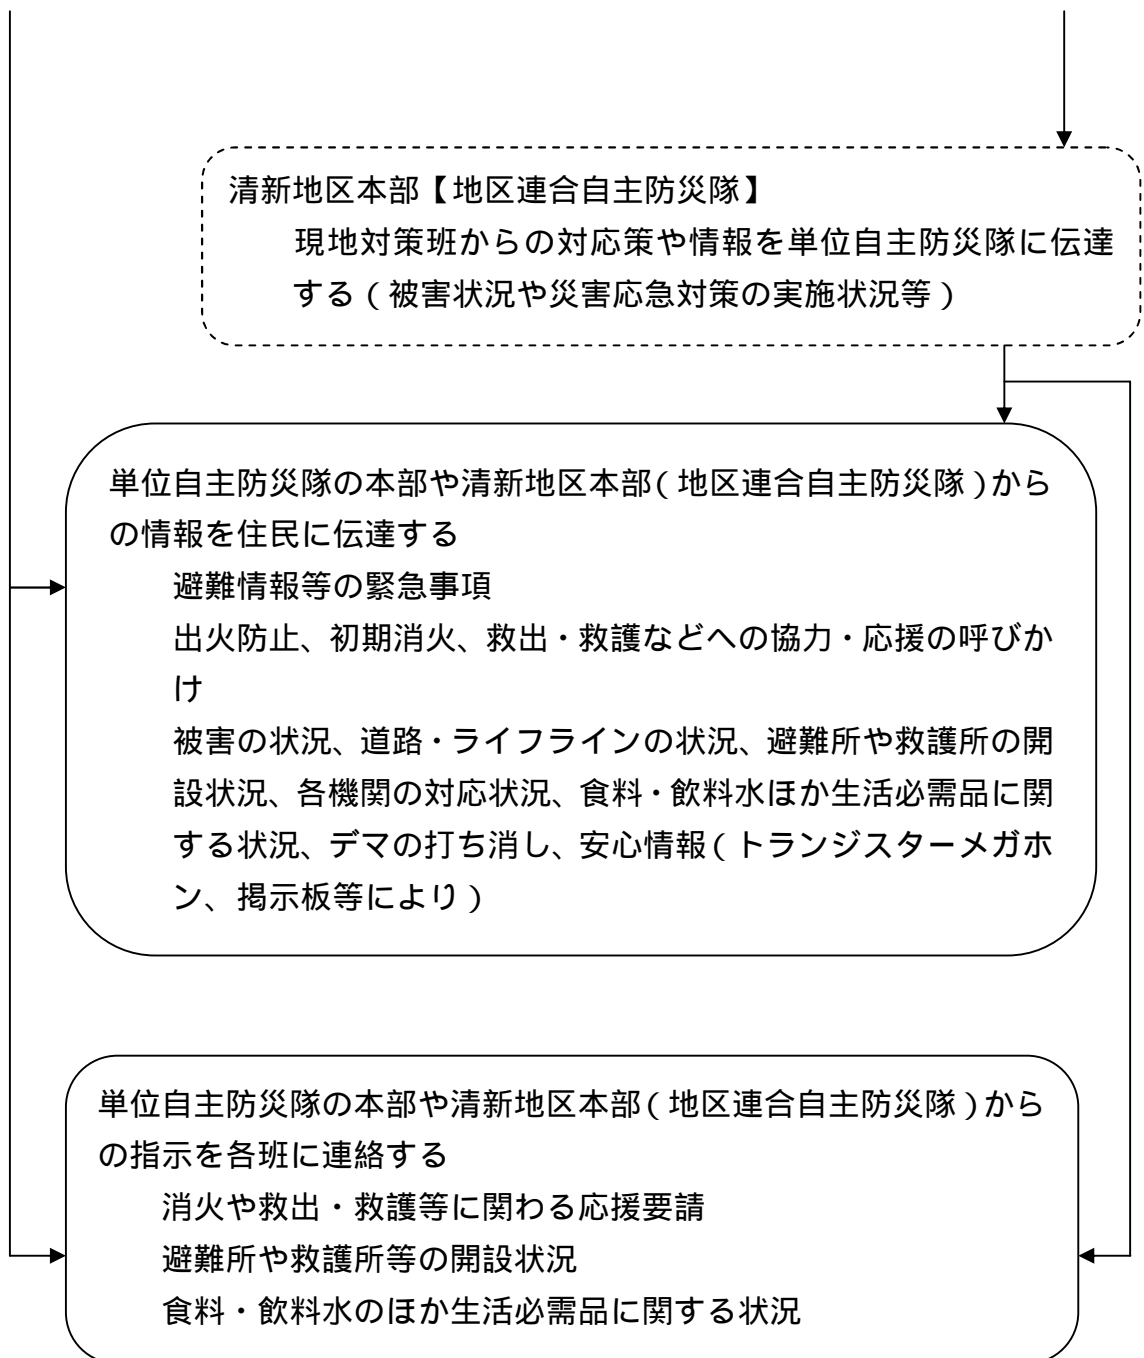 清新地区本部【地区連合自主防災隊】
現地対策班からの対応策や情報を単位自主防災隊に伝達
する(被害状況や災害応急対策の実施状況等)
単位自主防災隊の本部や清新地区本部(地区連合自主防災隊)から
の情報を住民に伝達する
避難情報等の緊急事項
出火防止、初期消火、救出・救護などへの協力・応援の呼びか
け
被害の状況、道路・ライフラインの状況、避難所や救護所の開
設状況、各機関の対応状況、食料・飲料水ほか生活必需品に関
する状況、デマの打ち消し、安心情報(トランジスターメガホ
ン、掲示板等により)
単位自主防災隊の本部や清新地区本部(地区連合自主防災隊)から
の指示を各班に連絡する
消火や救出・救護等に関わる応援要請
避難所や救護所等の開設状況
食料・飲料水のほか生活必需品に関する状況